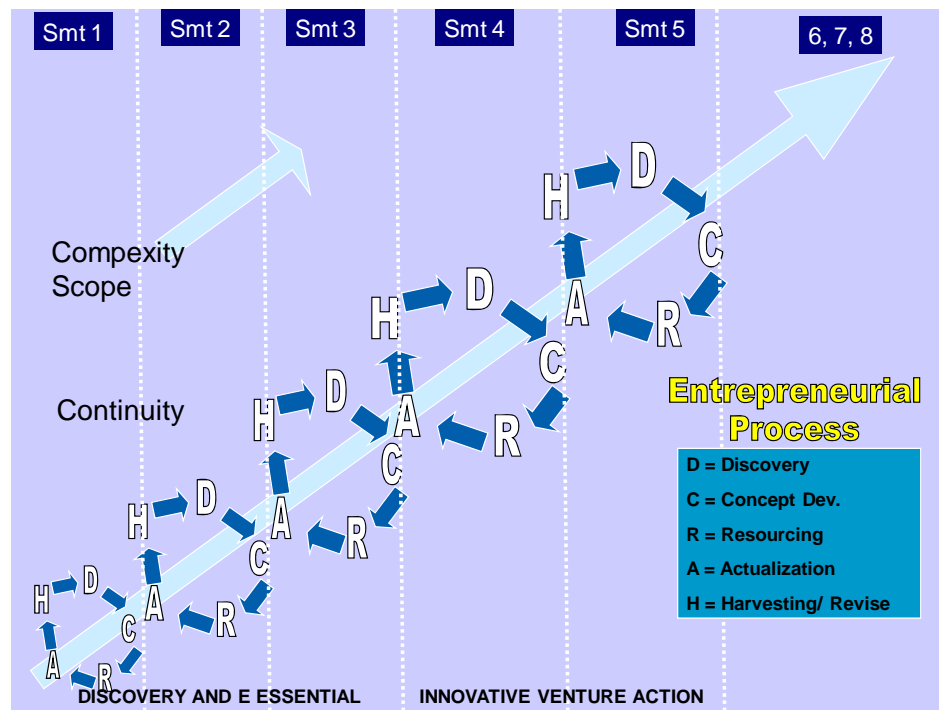 Smt 1
Smt 2
Smt 3
Smt 4
Smt 5
6, 7, 8
Compexity
Scope
Continuity
H
D
C
R
A
H
D
C
R
A
H
D
C
R
A
H
D
C
R
A
H
D
C
R
A
Entrepreneurial
Process
D = Discovery
C = Concept Dev.
R = Resourcing
A = Actualization
H = Harvesting/ Revise
DISCOVERY AND E ESSENTIAL
INNOVATIVE VENTURE ACTION